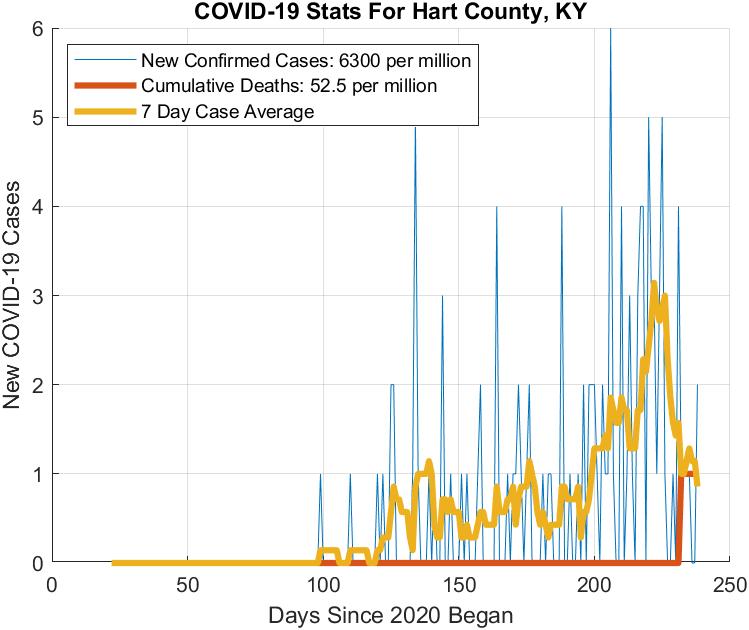 COVID-19 Stats For Hart County, KY
New Confirmed Cases: 6300 per million
Cumulative Deaths: 52.5 per million
7 Day Case Average
New COVID-19 Cases
6
5
4
3
2
1
0
0 50 100 150 200 250
Days Since 2020 Began